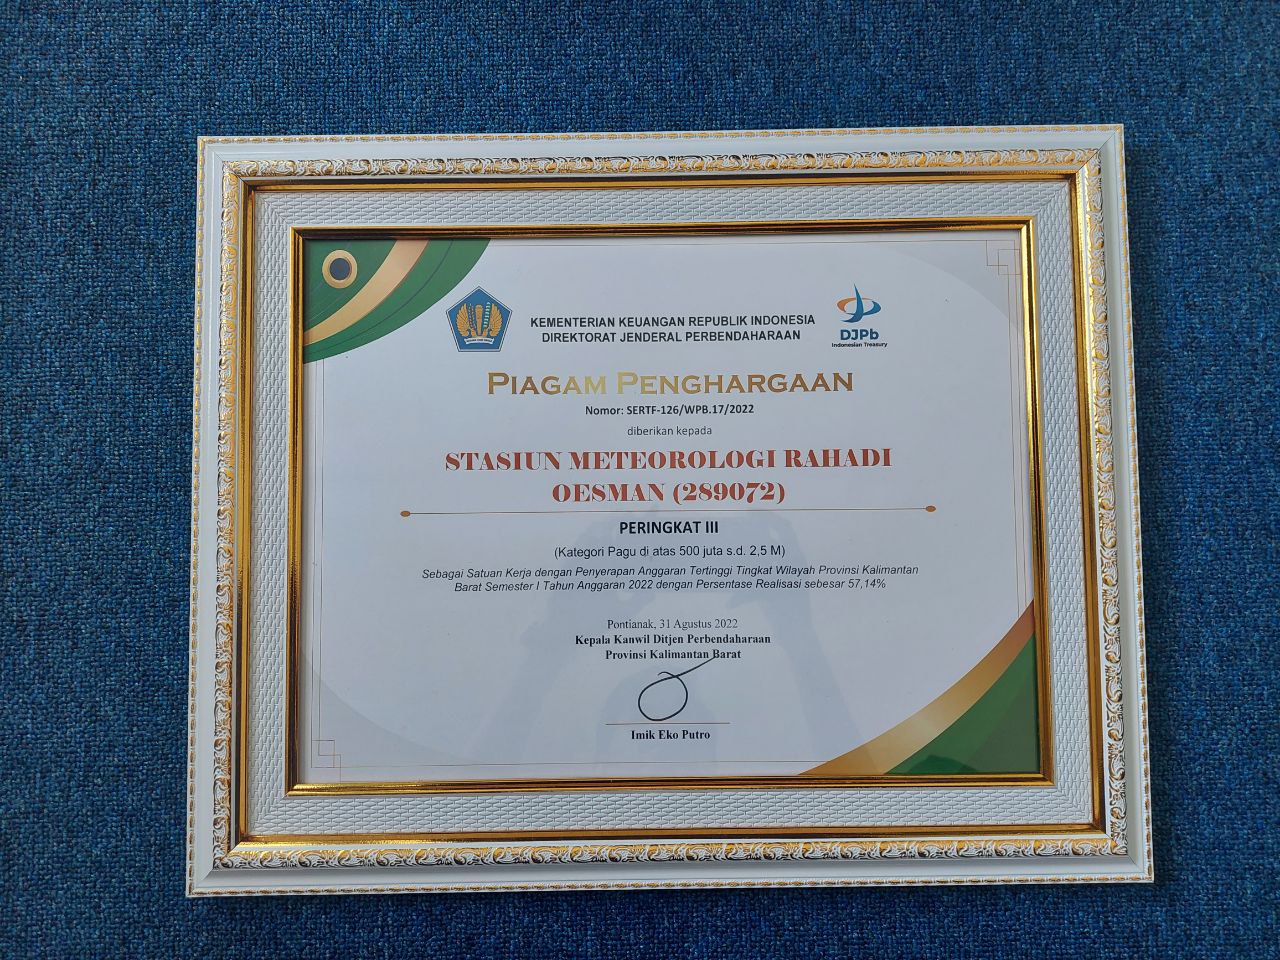 KEMENTERIAN KEUANGAN REPUBLIK INDONESIA
DIREKTORAT JENDERAL PERBENDAHARAAN
DJPb
Indonesian Treasury
PIAGAM PENGHARGAAN
Nomor: SERTF-126/WPB.17/2022
diberikan kepada
STASIUN METEOROLOGI RAHADI
OESMAN (289072)
PERINGKAT III
(Kategori Pagu di atas 500 juta s.d. 2,5 M)
Sebagai Satuan Kerja dengan Penyerapan Anggaran Tertinggi Tingkat Wilayah Provinsi Kalimantan
Barat Semester I Tahun Anggaran 2022 dengan Persentase Realisasi sebesar 57,14%
Pontianak, 31 Agustus 2022
Kepala Kanwil Ditjen Perbendaharaan
Provinsi Kalimantan Barat
Imik Eko Putro